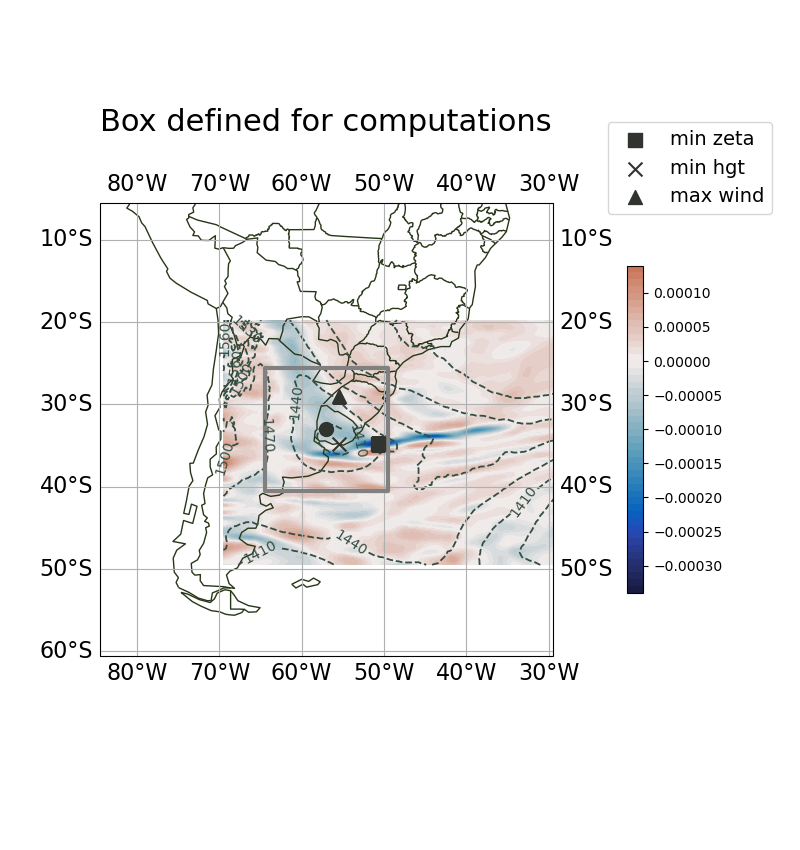 Box defined for computations
min zeta
min hgt
max wind
80°W 70°W 60°W 50°W 40°W 30°W
10°S 10°S
20°S 20°S
30°S 30°S
40°S 40°S
50°S 50°S
60°S
80°W 70°W 60°W 50°W 40°W 30°W
1560
1500
1440
1470
1410
1440
1410
0.00010
0.00005
0.00000
−0.00005
−0.00010
−0.00015
−0.00020
−0.00025
−0.00030